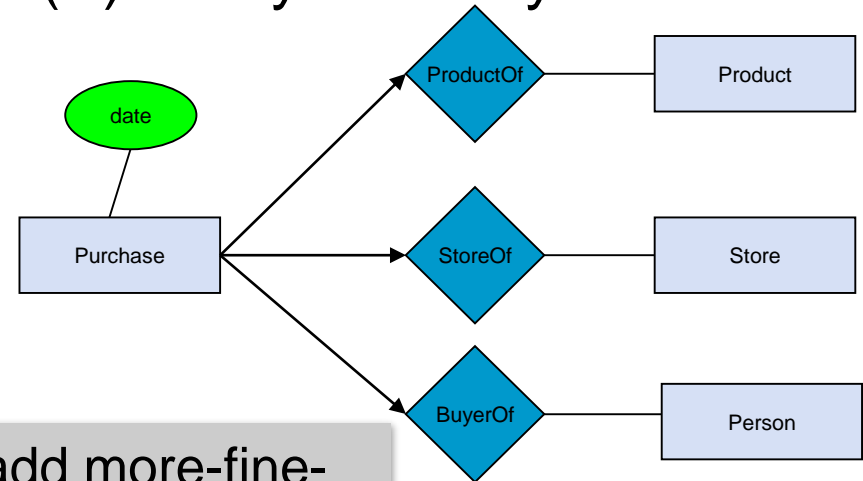 ProductOf
Product
date
Purchase
StoreOf
Store
BuyerOf
Person
add more-fine-